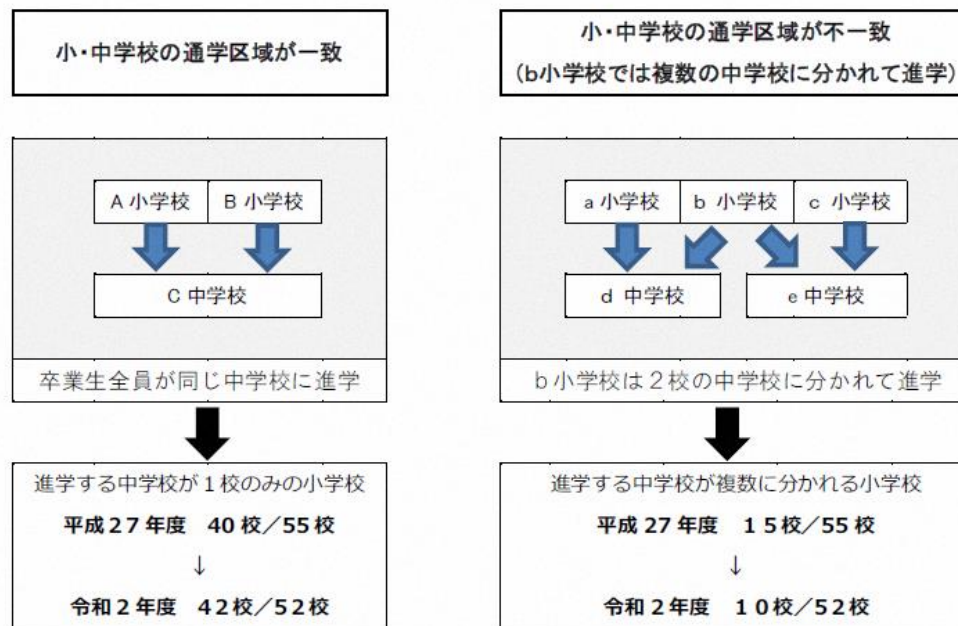 小・中学校の通学区域が一致
A 小学校
B 小学校
C 中学校
卒業生全員が同じ中学校に進学
進学する中学校が１校のみの小学校
平成２７年度　40 校／55 校
↓
令和２年度　４２校／５２校
小・中学校の通学区域が不一致
（b小学校では複数の中学校に分かれて進学）
a 小学校
b 小学校
c 小学校
d 中学校
e 中学校
b 小学校は２校の中学校に分かれて進学
進学する中学校が複数に分かれる小学校
平成 27 年度　１５校／55 校
↓
令和２年度　１０校／５２校